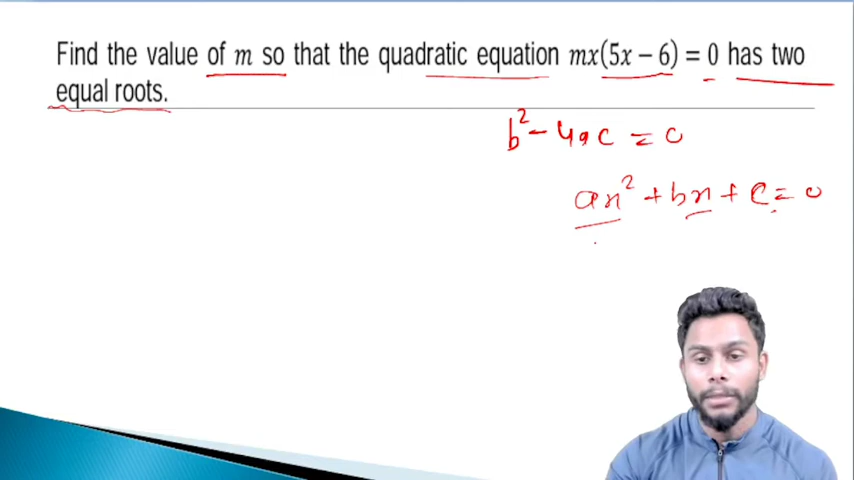 Find the value of m so that the quadratic equation mx(5x − 6) = 0 has two
equal roots.
b² − 4ac = 0
ax² + bx + c = 0